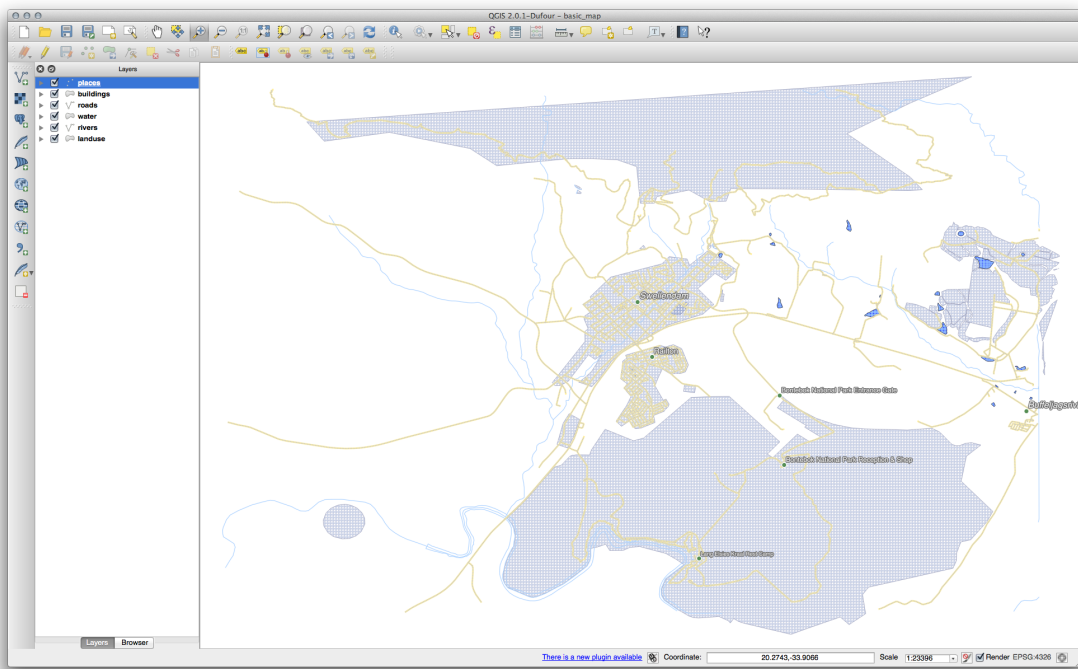 QGIS 2.0.1-Dufour – basic_map
Layers
places
buildings
roads
water
rivers
landuse
Swellendam
Railton
Bontebok National Park Entrance Gate
Buffeljagsrivi
Bontebok National Park Reception & Shop
Lang Elsies Kraal Rest Camp
Layers
Browser
There is a new plugin available
Coordinate:
20.2743,-33.9066
Scale
1:23396
Render
EPSG:4326